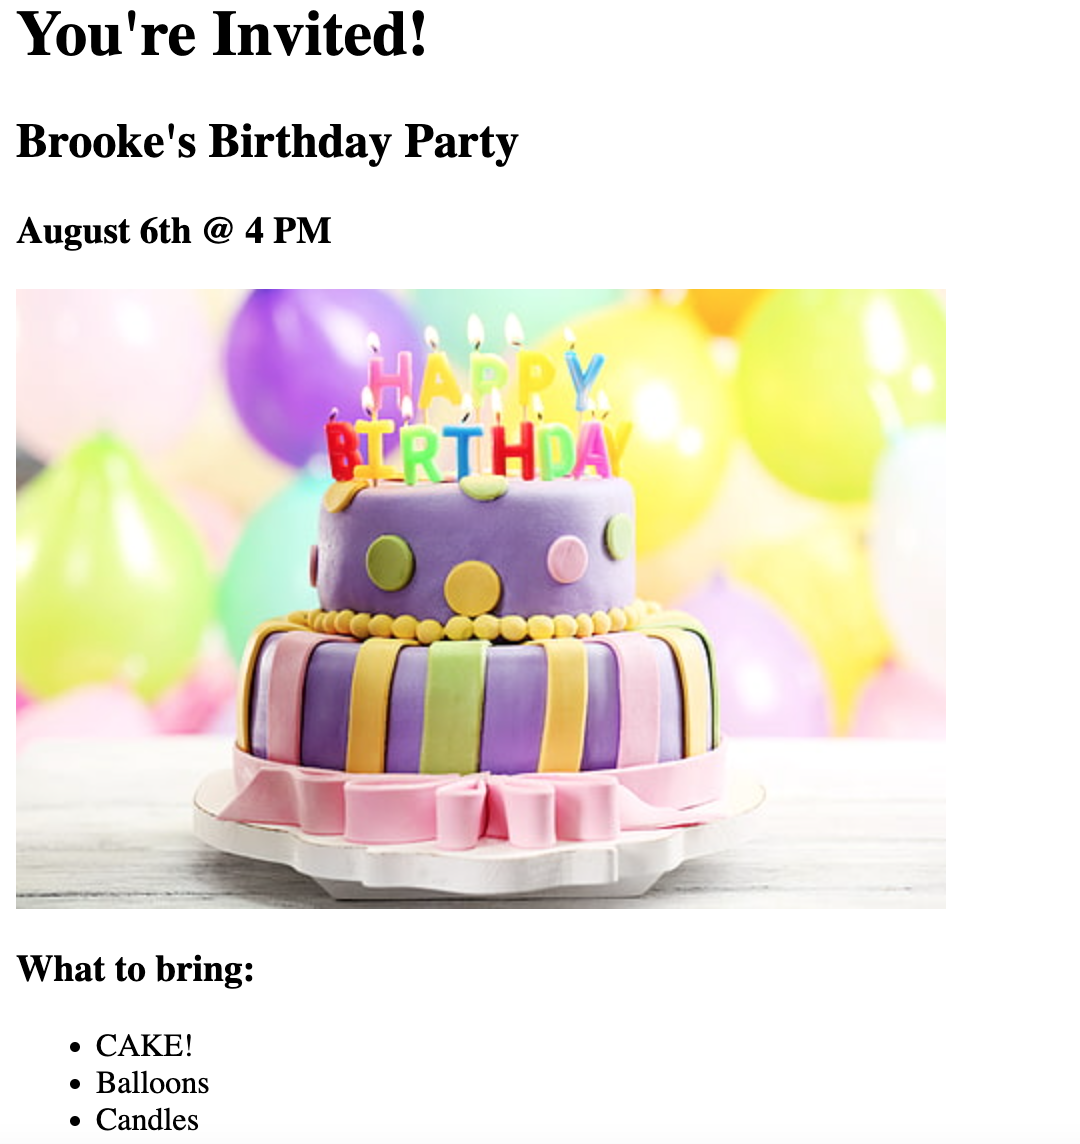 You're Invited!
Brooke's Birthday Party
August 6th @ 4 PM
HAPPY
BIRTHDAY
What to bring:
CAKE!
Balloons
Candles